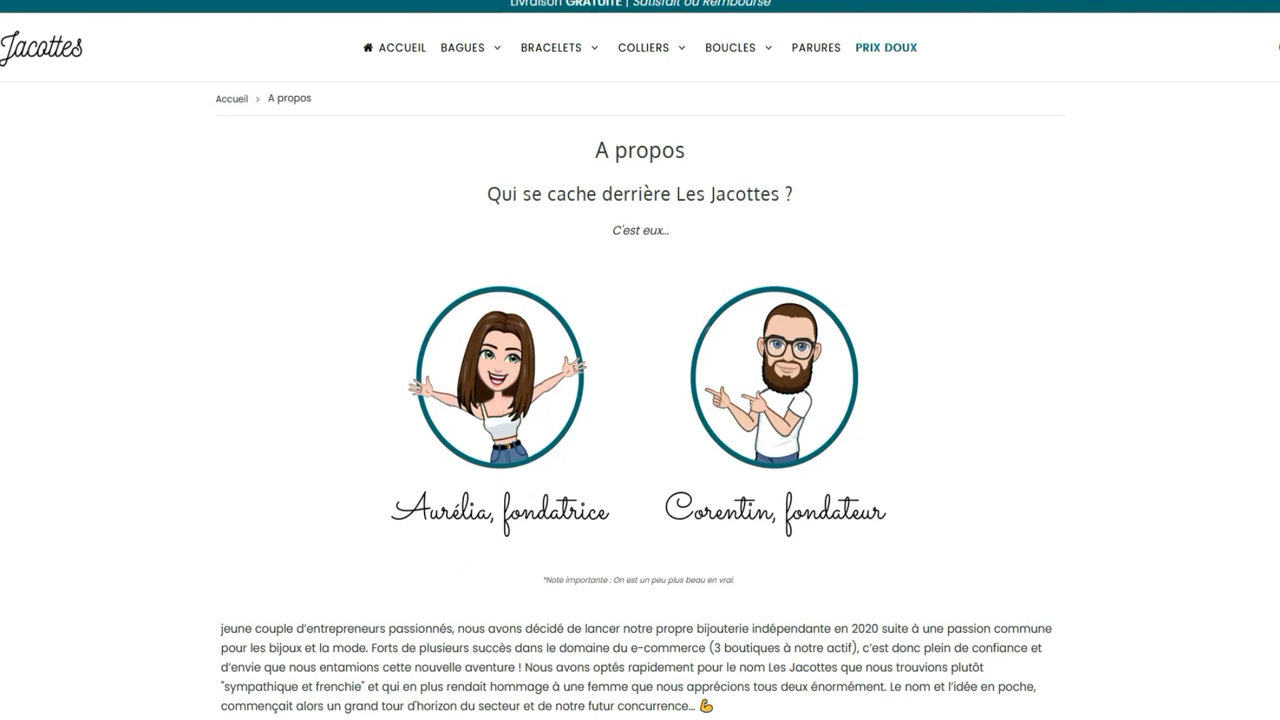 Livraison GRATUITE | Satisfait ou Remboursé
Jacottes
ACCUEIL BAGUES BRACELETS COLLIERS BOUCLES PARURES PRIX DOUX
Accueil > A propos
A propos
Qui se cache derrière Les Jacottes ?
C'est eux...
Aurélia, fondatrice
Corentin, fondateur
*Note importante : On est un peu plus beau en vrai.
jeune couple d’entrepreneurs passionnés, nous avons décidé de lancer notre propre bijouterie indépendante en 2020 suite à une passion commune
pour les bijoux et la mode. Forts de plusieurs succès dans le domaine du e-commerce (3 boutiques à notre actif), c’est donc plein de confiance et
d’envie que nous entamions cette nouvelle aventure ! Nous avons optés rapidement pour le nom Les Jacottes que nous trouvions plutôt
"sympathique et frenchie" et qui en plus rendait hommage à une femme que nous apprécions tous deux énormément. Le nom et l’idée en poche,
commençait alors un grand tour d'horizon du secteur et de notre futur concurrence... 💪